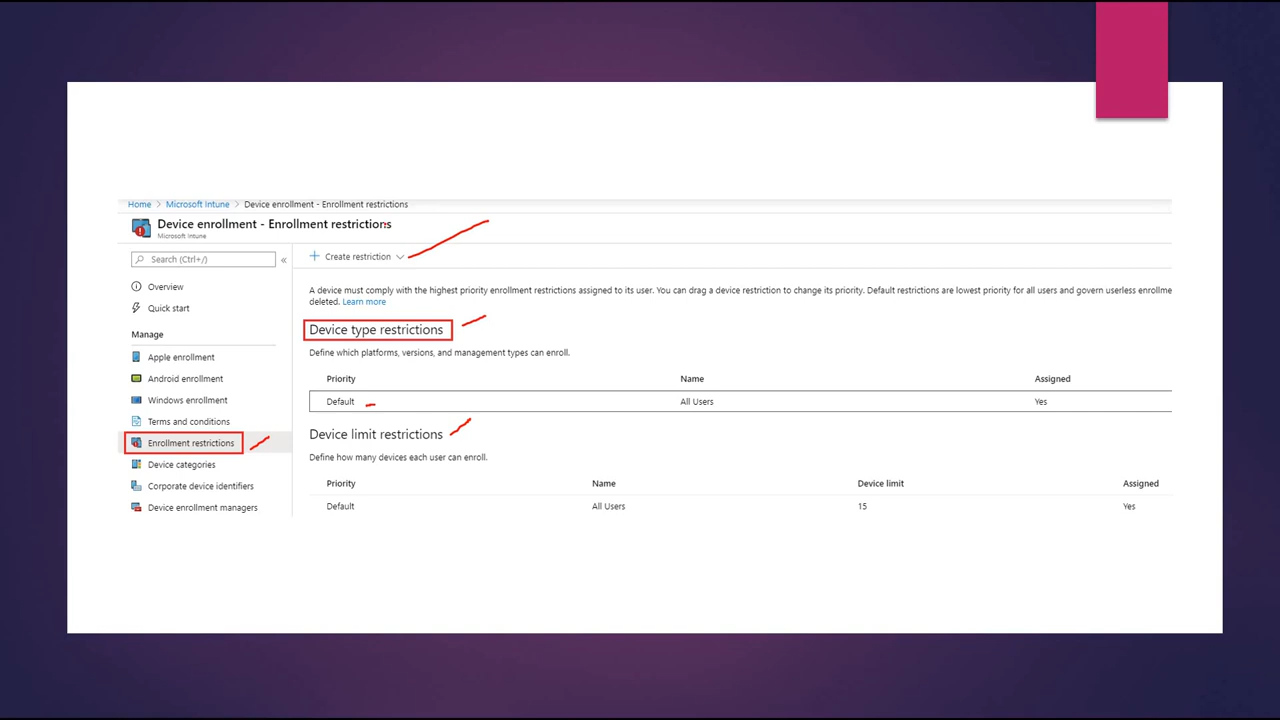 Home > Microsoft Intune > Device enrollment - Enrollment restrictions
Device enrollment - Enrollment restrictions
Microsoft Intune
Search (Ctrl+/)
«
Overview
Quick start
Manage
Apple enrollment
Android enrollment
Windows enrollment
Terms and conditions
Enrollment restrictions
Device categories
Corporate device identifiers
Device enrollment managers
+ Create restriction
A device must comply with the highest priority enrollment restrictions assigned to its user. You can drag a device restriction to change its priority. Default restrictions are lowest priority for all users and govern userless enrollme
deleted. Learn more
Device type restrictions
Define which platforms, versions, and management types can enroll.
Priority Name Assigned
Default All Users Yes
Device limit restrictions
Define how many devices each user can enroll.
Priority Name Device limit Assigned
Default All Users 15 Yes